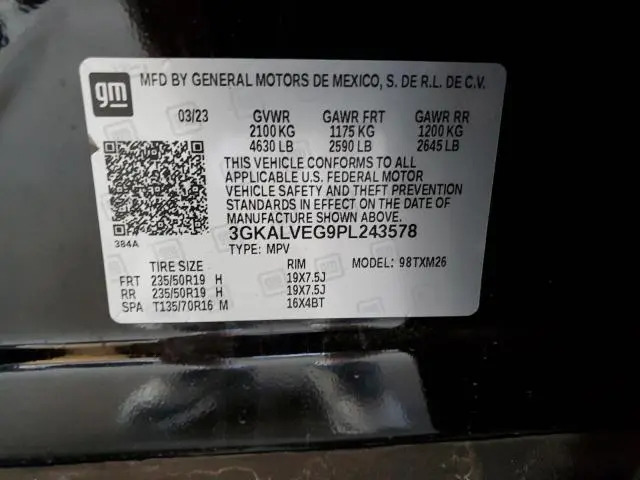 gm
MFD BY GENERAL MOTORS DE MEXICO, S. DE R.L. DE C.V.
03/23 GVWR GAWR FRT GAWR RR
2100 KG 1175 KG 1200 KG
4630 LB 2590 LB 2645 LB
THIS VEHICLE CONFORMS TO ALL
APPLICABLE U.S. FEDERAL MOTOR
VEHICLE SAFETY AND THEFT PREVENTION
STANDARDS IN EFFECT ON THE DATE OF
MANUFACTURE SHOWN ABOVE.
3GKALVEG9PL243578
384A
TYPE: MPV MODEL: 98TXM26
TIRE SIZE RIM
FRT 235/50R19 H 19X7.5J
RR 235/50R19 H 19X7.5J
SPA T135/70R16 M 16X4BT